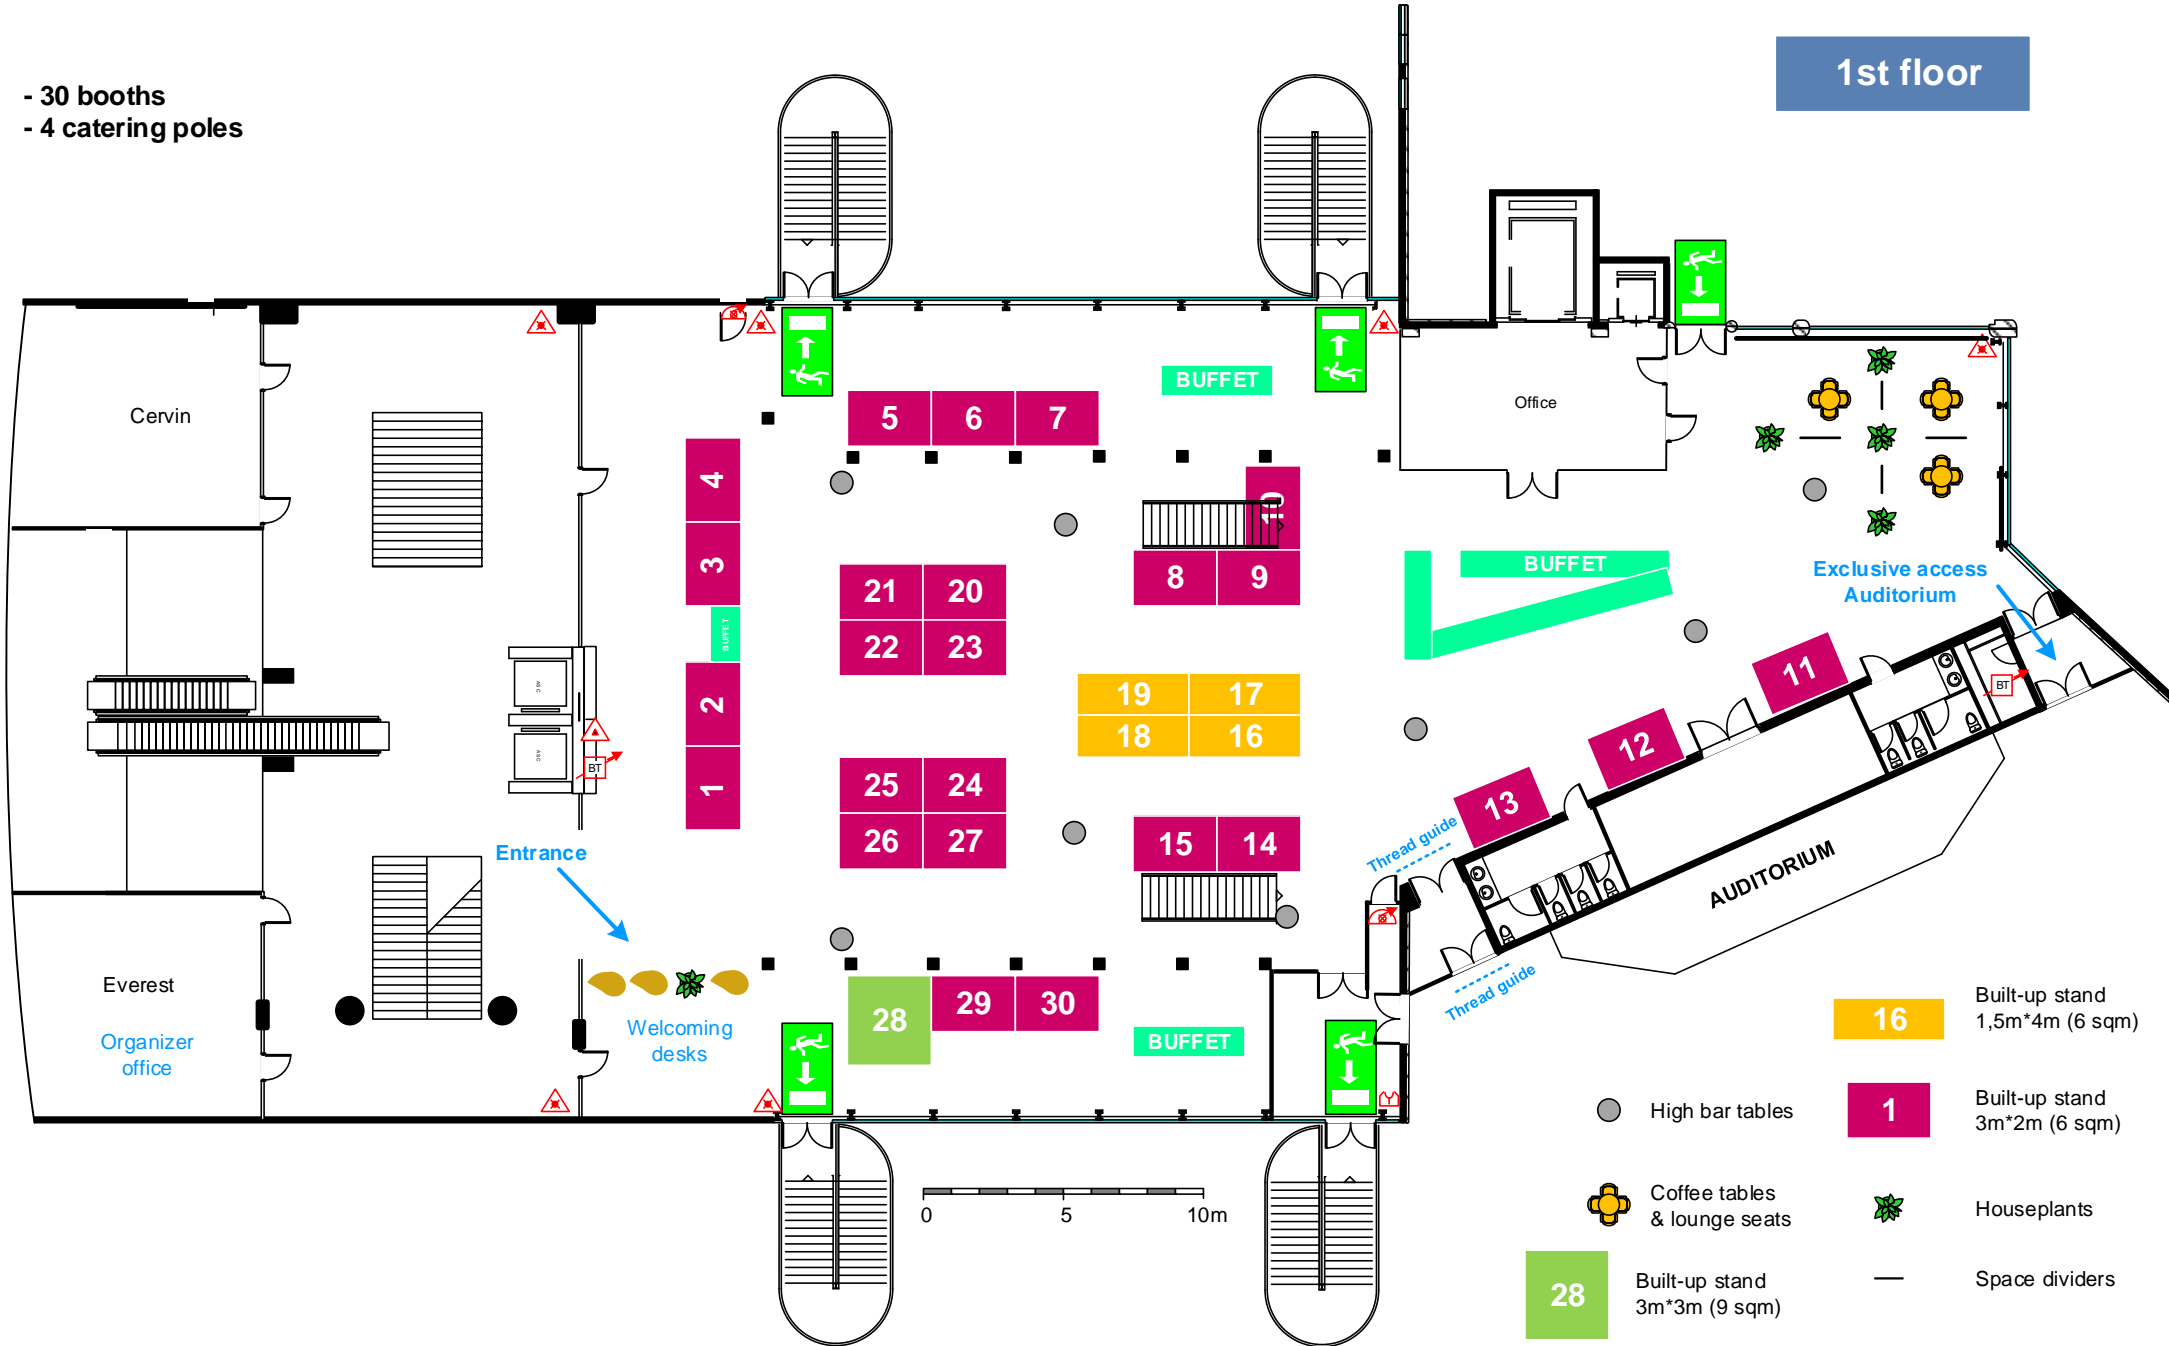 1st floor
- 30 booths
- 4 catering poles
BUFFET
Cervin
Office
5
6
7
4
10
3
21
20
8
9
BUFFET
Exclusive access
Auditorium
BUFFET
22
23
11
2
19
17
BT
18
16
12
BT
1
25
24
13
Thread guide
Entrance
26
27
15
14
AUDITORIUM
Everest
Organizer
office
Welcoming
desks
28
29
30
BUFFET
Thread guide
16
Built-up stand
1,5m*4m (6 sqm)
High bar tables
1
Built-up stand
3m*2m (6 sqm)
0
5
10m
Coffee tables
& lounge seats
Houseplants
28
Built-up stand
3m*3m (9 sqm)
Space dividers